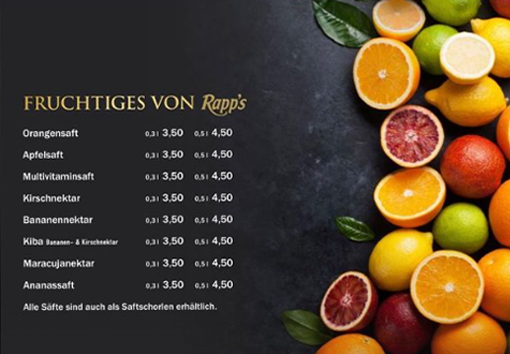 FRUCHTIGES VON Rapp's
Orangensaft 0,3 l 3,50 0,5 l 4,50
Apfelsaft 0,3 l 3,50 0,5 l 4,50
Multivitaminsaft 0,3 l 3,50 0,5 l 4,50
Kirschnektar 0,3 l 3,50 0,5 l 4,50
Bananennektar 0,3 l 3,50 0,5 l 4,50
Kiba Bananen- & Kirschnektar 0,3 l 3,50 0,5 l 4,50
Maracujanektar 0,3 l 3,50 0,5 l 4,50
Ananassaft 0,3 l 3,50 0,5 l 4,50
Alle Säfte sind auch als Saftschorlen erhältlich.